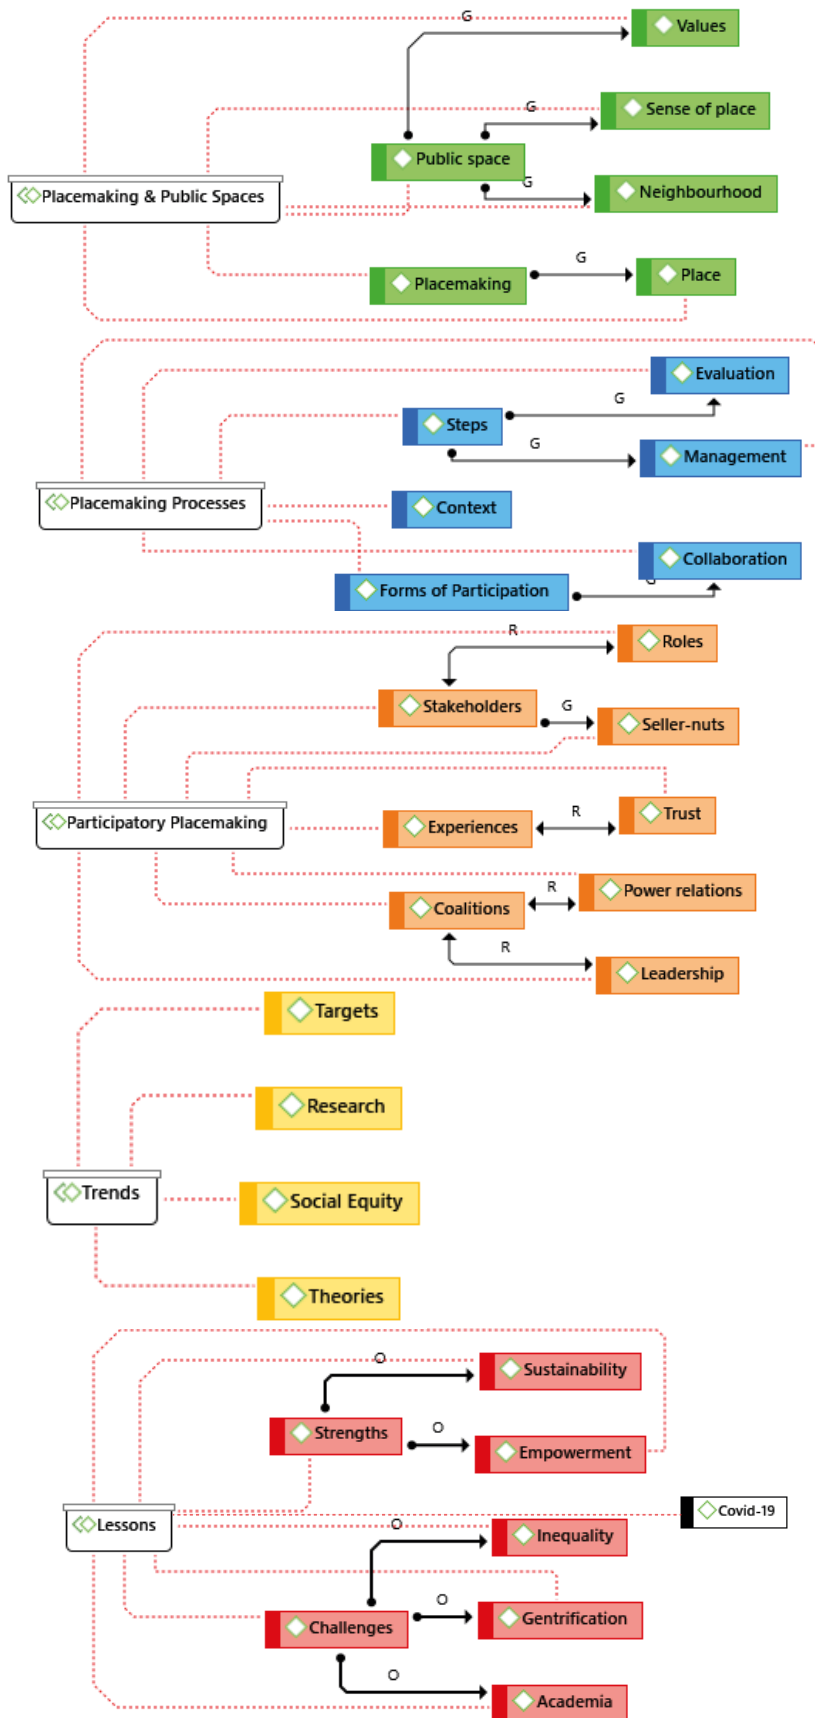 G
Values
G
Sense of place
Public space
G
Neighbourhood
Placemaking & Public Spaces
G
Placemaking
Place
Evaluation
G
Steps
G
Management
Placemaking Processes
Context
Collaboration
G
Forms of Participation
R
Roles
Stakeholders
G
Seller-nuts
Participatory Placemaking
Experiences
R
Trust
Coalitions
R
Power relations
R
Leadership
Targets
Research
Trends
Social Equity
Theories
O
Sustainability
Strengths
O
Empowerment
Lessons
Covid-19
O
Inequality
O
Gentrification
Challenges
O
Academia